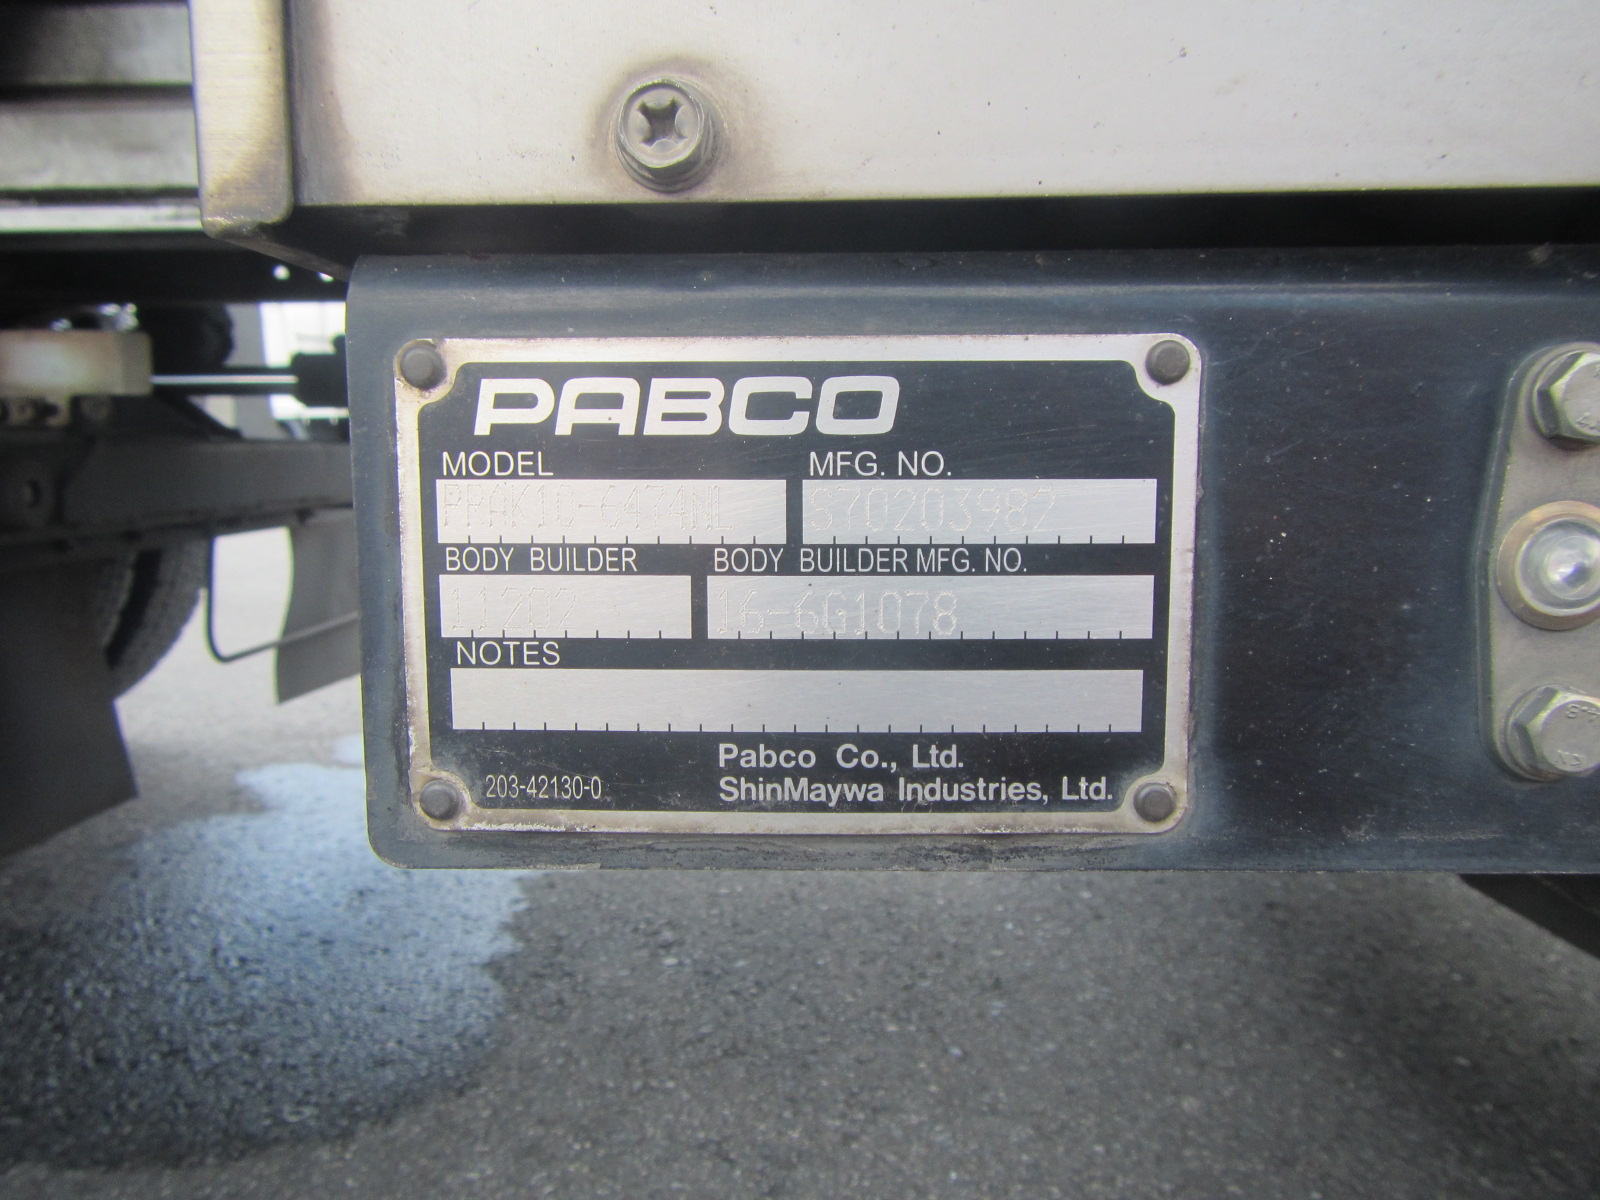 PABCO
MODEL MFG. NO.
PPAK10-6474NL S70203982
BODY BUILDER BODY BUILDER MFG. NO.
11202 16-6G1078
NOTES
Pabco Co., Ltd.
203-42130-0 ShinMaywa Industries, Ltd.